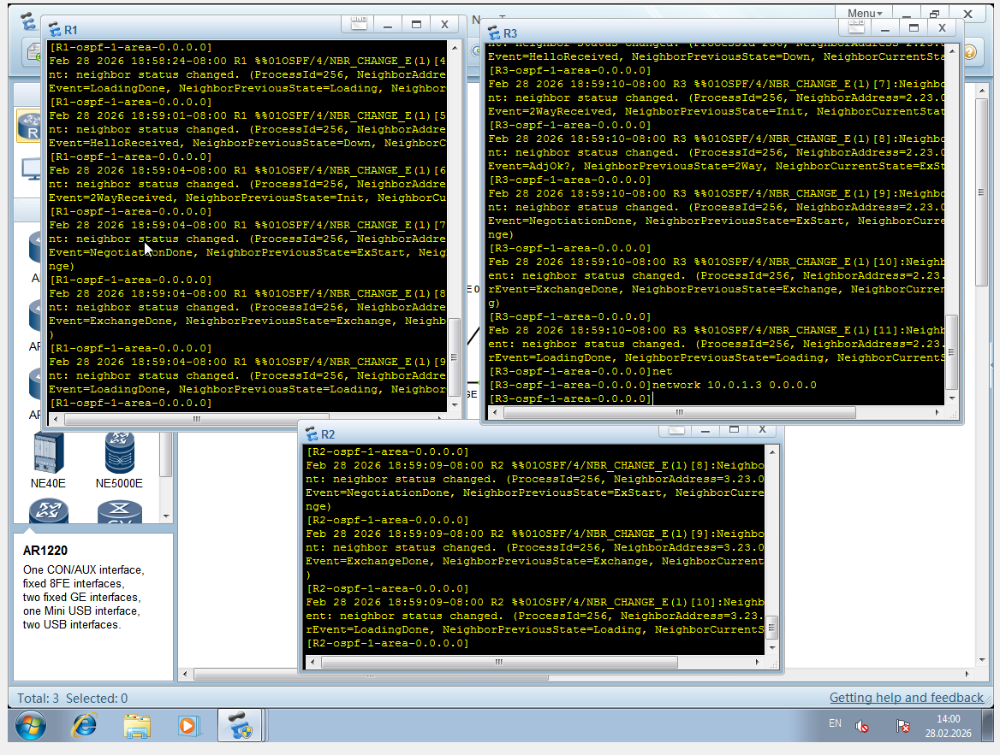 Menu
R1
[R1-ospf-1-area-0.0.0.0]
Feb 28 2026 18:58:24-08:00 R1 %%01OSPF/4/NBR_CHANGE_E(l)[4
nt: neighbor status changed. (ProcessId=256, NeighborAddre
Event=LoadingDone, NeighborPreviousState=Loading, Neighbor
[R1-ospf-1-area-0.0.0.0]
Feb 28 2026 18:59:01-08:00 R1 %%01OSPF/4/NBR_CHANGE_E(l)[5
nt: neighbor status changed. (ProcessId=256, NeighborAddre
Event=HelloReceived, NeighborPreviousState=Down, NeighborC
[R1-ospf-1-area-0.0.0.0]
Feb 28 2026 18:59:04-08:00 R1 %%01OSPF/4/NBR_CHANGE_E(l)[6
nt: neighbor status changed. (ProcessId=256, NeighborAddre
Event=2WayReceived, NeighborPreviousState=Init, NeighborCu
[R1-ospf-1-area-0.0.0.0]
Feb 28 2026 18:59:04-08:00 R1 %%01OSPF/4/NBR_CHANGE_E(l)[7
nt: neighbor status changed. (ProcessId=256, NeighborAddre
Event=NegotiationDone, NeighborPreviousState=ExStart, Neig
nge)
[R1-ospf-1-area-0.0.0.0]
Feb 28 2026 18:59:04-08:00 R1 %%01OSPF/4/NBR_CHANGE_E(l)[8
nt: neighbor status changed. (ProcessId=256, NeighborAddre
Event=ExchangeDone, NeighborPreviousState=Exchange, Neighb
)
[R1-ospf-1-area-0.0.0.0]
Feb 28 2026 18:59:04-08:00 R1 %%01OSPF/4/NBR_CHANGE_E(l)[9
nt: neighbor status changed. (ProcessId=256, NeighborAddre
Event=LoadingDone, NeighborPreviousState=Loading, Neighbor
[R1-ospf-1-area-0.0.0.0]
R3
Event=HelloReceived, NeighborPreviousState=Down, NeighborCurrentSta
[R3-ospf-1-area-0.0.0.0]
Feb 28 2026 18:59:10-08:00 R3 %%01OSPF/4/NBR_CHANGE_E(l)[7]:Neighbo
nt: neighbor status changed. (ProcessId=256, NeighborAddress=2.23.0
Event=2WayReceived, NeighborPreviousState=Init, NeighborCurrentStat
[R3-ospf-1-area-0.0.0.0]
Feb 28 2026 18:59:10-08:00 R3 %%01OSPF/4/NBR_CHANGE_E(l)[8]:Neighbo
nt: neighbor status changed. (ProcessId=256, NeighborAddress=2.23.0
Event=AdjOk?, NeighborPreviousState=2Way, NeighborCurrentState=ExSt
[R3-ospf-1-area-0.0.0.0]
Feb 28 2026 18:59:10-08:00 R3 %%01OSPF/4/NBR_CHANGE_E(l)[9]:Neighbo
nt: neighbor status changed. (ProcessId=256, NeighborAddress=2.23.0
Event=NegotiationDone, NeighborPreviousState=ExStart, NeighborCurre
nge)
[R3-ospf-1-area-0.0.0.0]
Feb 28 2026 18:59:10-08:00 R3 %%01OSPF/4/NBR_CHANGE_E(l)[10]:Neighb
ent: neighbor status changed. (ProcessId=256, NeighborAddress=2.23.
rEvent=ExchangeDone, NeighborPreviousState=Exchange, NeighborCurren
g)
[R3-ospf-1-area-0.0.0.0]
Feb 28 2026 18:59:10-08:00 R3 %%01OSPF/4/NBR_CHANGE_E(l)[11]:Neighb
ent: neighbor status changed. (ProcessId=256, NeighborAddress=2.23.
rEvent=LoadingDone, NeighborPreviousState=Loading, NeighborCurrentS
[R3-ospf-1-area-0.0.0.0]net
[R3-ospf-1-area-0.0.0.0]network 10.0.1.3 0.0.0.0
[R3-ospf-1-area-0.0.0.0]
R2
[R2-ospf-1-area-0.0.0.0]
Feb 28 2026 18:59:09-08:00 R2 %%01OSPF/4/NBR_CHANGE_E(l)[8]:Neighbo
nt: neighbor status changed. (ProcessId=256, NeighborAddress=3.23.0
Event=NegotiationDone, NeighborPreviousState=ExStart, NeighborCurre
nge)
[R2-ospf-1-area-0.0.0.0]
Feb 28 2026 18:59:09-08:00 R2 %%01OSPF/4/NBR_CHANGE_E(l)[9]:Neighbo
nt: neighbor status changed. (ProcessId=256, NeighborAddress=3.23.0
Event=ExchangeDone, NeighborPreviousState=Exchange, NeighborCurrent
)
[R2-ospf-1-area-0.0.0.0]
Feb 28 2026 18:59:09-08:00 R2 %%01OSPF/4/NBR_CHANGE_E(l)[10]:Neighb
ent: neighbor status changed. (ProcessId=256, NeighborAddress=3.23.
rEvent=LoadingDone, NeighborPreviousState=Loading, NeighborCurrentS
[R2-ospf-1-area-0.0.0.0]
NE40E
NE5000E
AR1220
One CON/AUX interface,
fixed 8FE interfaces,
two fixed GE interfaces,
one Mini USB interface,
two USB interfaces.
Total: 3 Selected: 0
Getting help and feedback
EN
14:00
28.02.2026